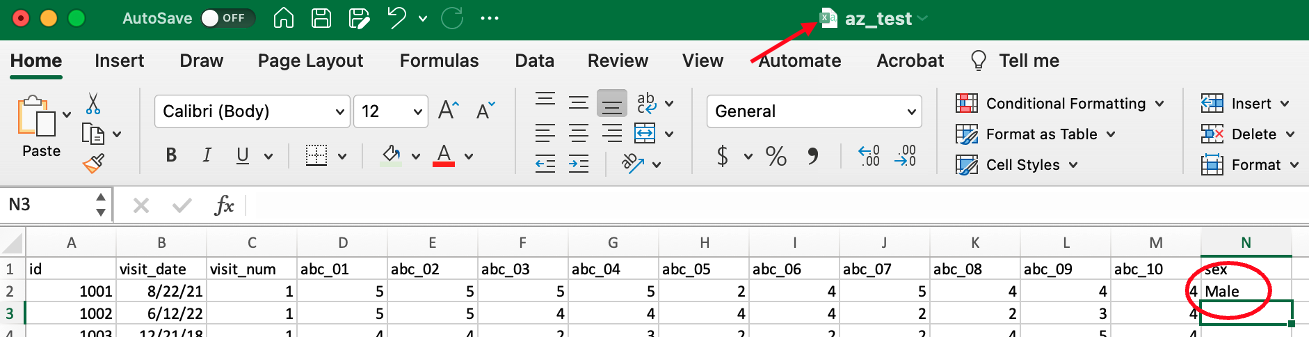 AutoSave OFF az_test
Home Insert Draw Page Layout Formulas Data Review View Automate Acrobat Tell me
Paste Calibri (Body) 12 A A ab c General Conditional Formatting Insert
Format as Table Delete
B I U A $ % Cell Styles Format
N3 fx
A B C D E F G H I J K L M N
1 id visit_date visit_num abc_01 abc_02 abc_03 abc_04 abc_05 abc_06 abc_07 abc_08 abc_09 abc_10 sex
2 1001 8/22/21 1 5 5 5 5 2 4 5 4 4 4 Male
3 1002 6/12/22 1 5 5 4 4 4 4 2 2 3 4
4 1003 12/21/18 1 4 4 2 3 2 2 2 4 5 4